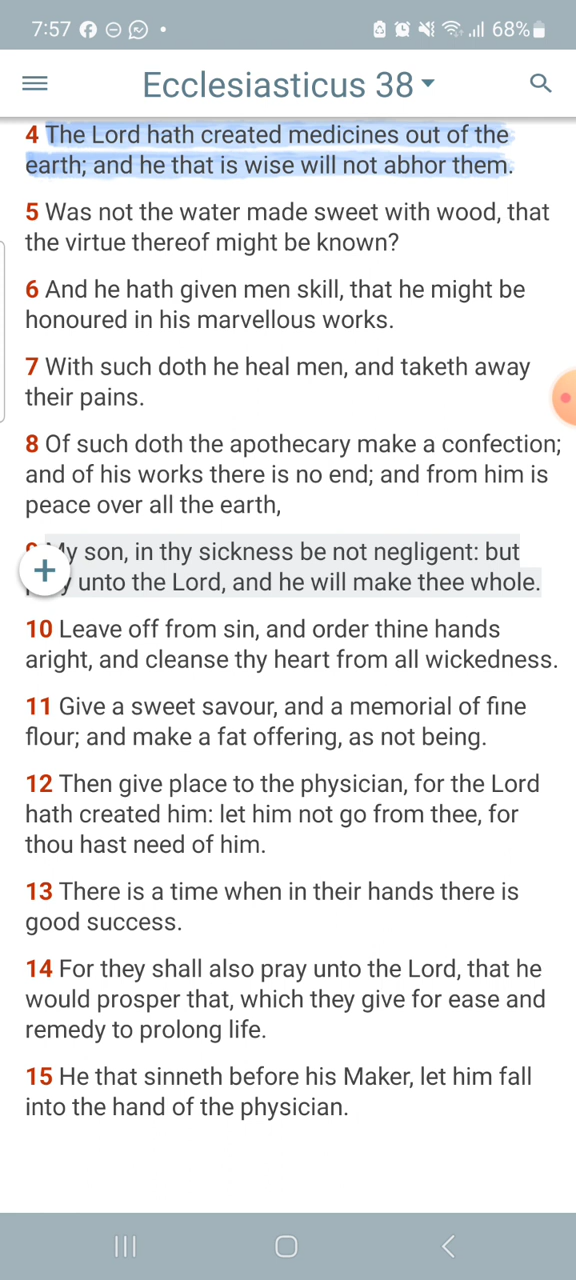 7:57
68%
Ecclesiasticus 38
4 The Lord hath created medicines out of the
earth; and he that is wise will not abhor them.
5 Was not the water made sweet with wood, that
the virtue thereof might be known?
6 And he hath given men skill, that he might be
honoured in his marvellous works.
7 With such doth he heal men, and taketh away
their pains.
8 Of such doth the apothecary make a confection;
and of his works there is no end; and from him is
peace over all the earth,
My son, in thy sickness be not negligent: but
unto the Lord, and he will make thee whole.
10 Leave off from sin, and order thine hands
aright, and cleanse thy heart from all wickedness.
11 Give a sweet savour, and a memorial of fine
flour; and make a fat offering, as not being.
12 Then give place to the physician, for the Lord
hath created him: let him not go from thee, for
thou hast need of him.
13 There is a time when in their hands there is
good success.
14 For they shall also pray unto the Lord, that he
would prosper that, which they give for ease and
remedy to prolong life.
15 He that sinneth before his Maker, let him fall
into the hand of the physician.